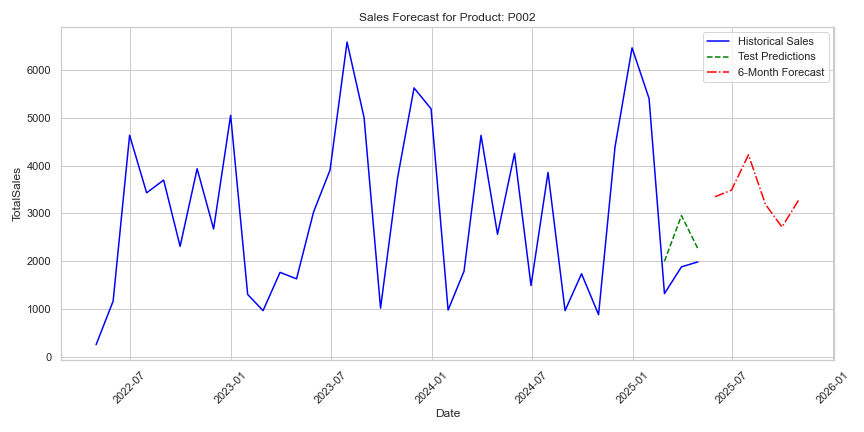 Sales Forecast for Product: P002
Historical Sales
Test Predictions
6-Month Forecast
TotalSales
6000
5000
4000
3000
2000
1000
0
2022-07
2023-01
2023-07
2024-01
2024-07
2025-01
2025-07
2026-01
Date